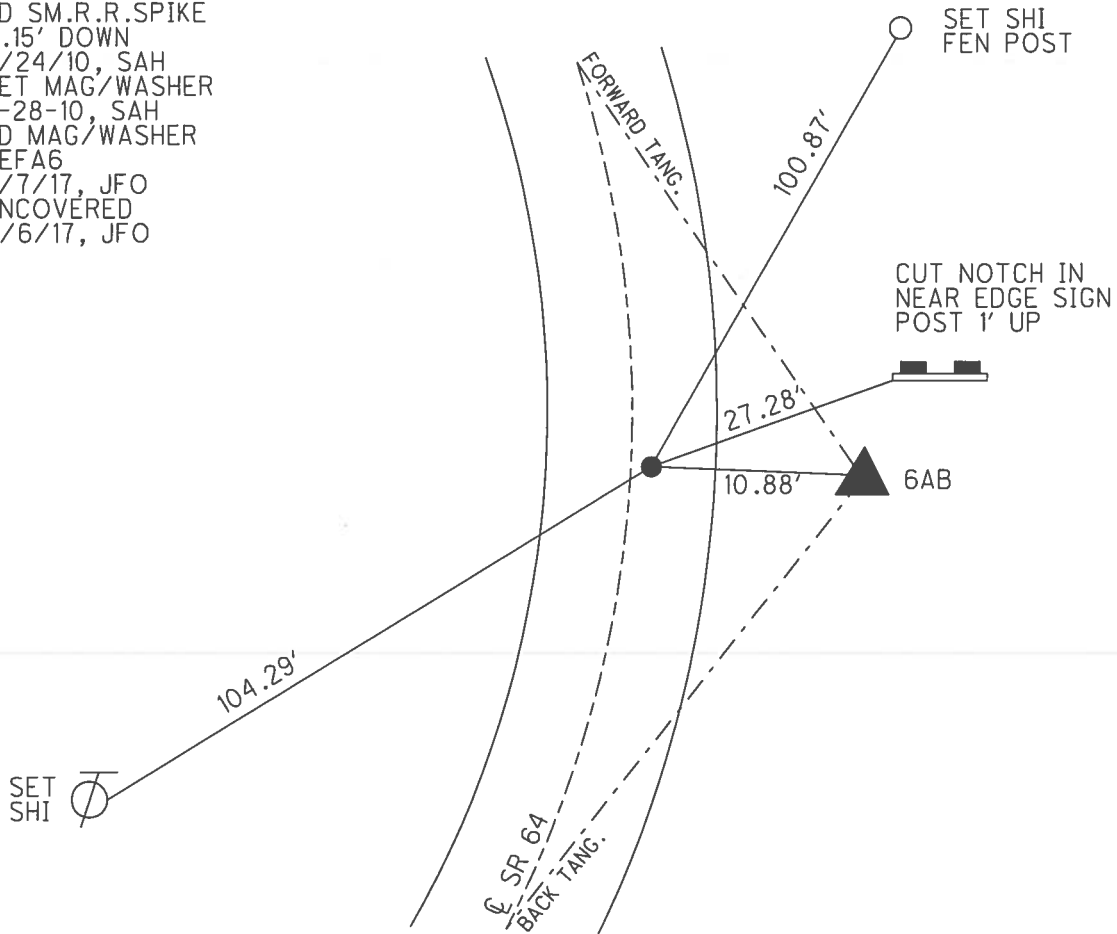 D SM.R.R.SPIKE
.15' DOWN
/24/10, SAH
ET MAG/WASHER
-28-10, SAH
D MAG/WASHER
EFA6
/7/17, JFO
NCOVERED
/6/17, JFO
SET SHI
FEN POST
FORWARD TANG.
100.87'
CUT NOTCH IN
NEAR EDGE SIGN
POST 1' UP
27.28'
10.88'
6AB
104.29'
SET
SHI
℄ SR 64
BACK TANG.